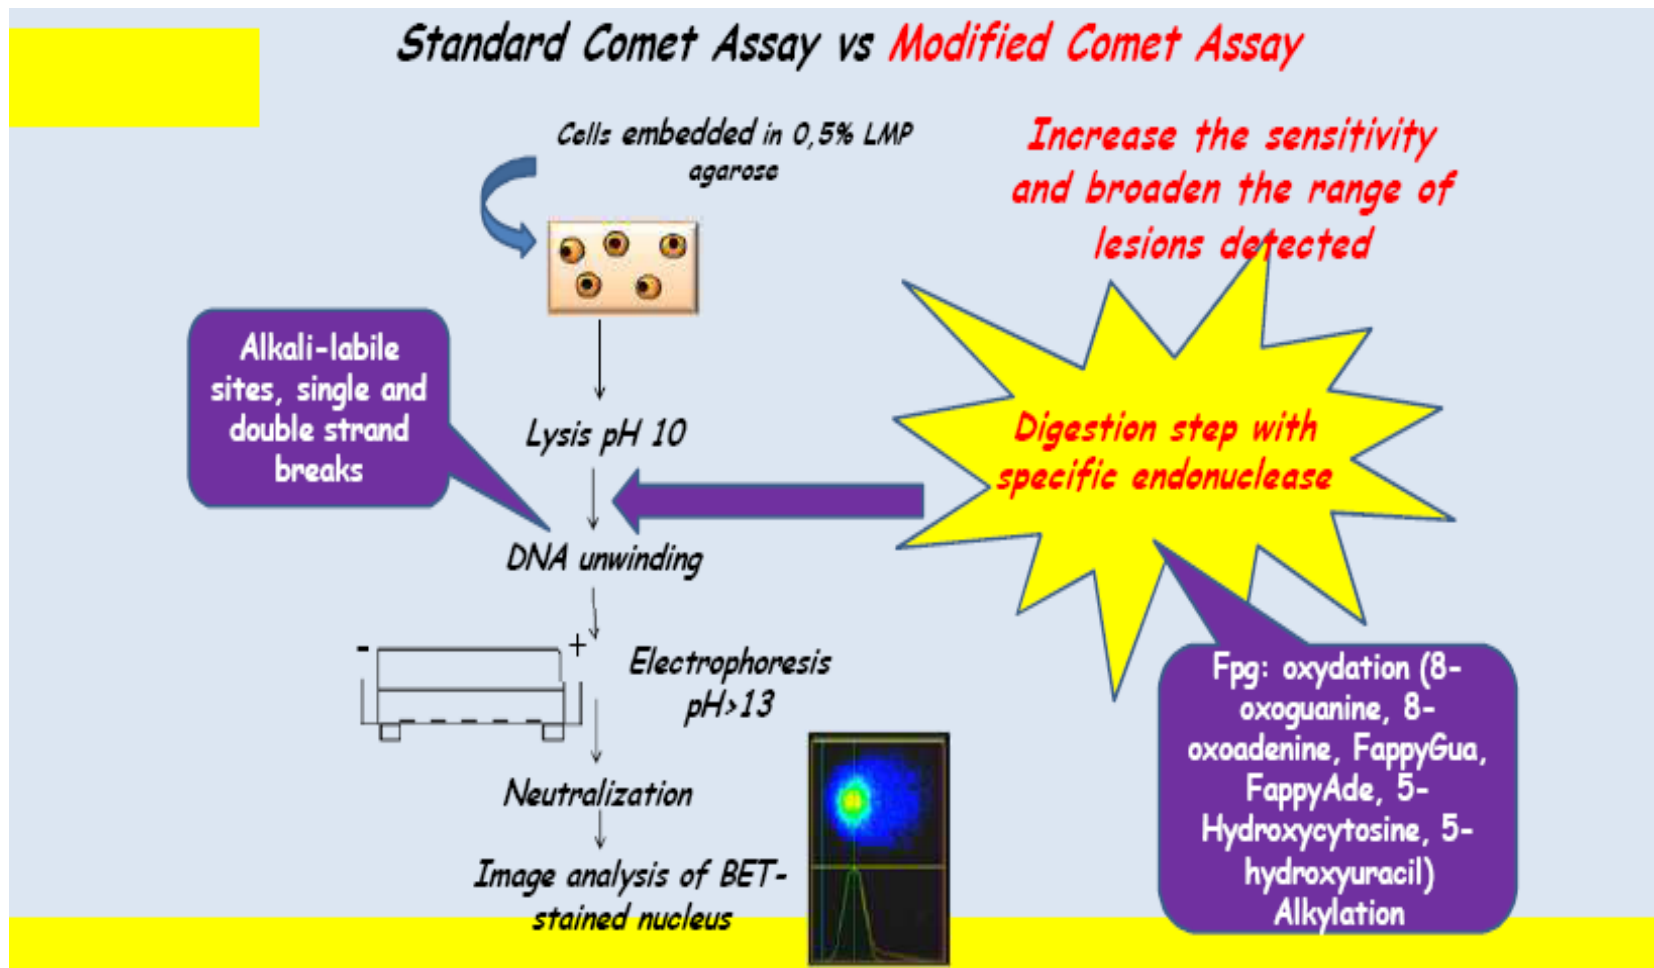 Standard Comet Assay vs Modified Comet Assay
Cells embedded in 0,5% LMP
agarose
Increase the sensitivity
and broaden the range of
lesions detected
Alkali-labile
sites, single and
double strand
breaks
Lysis pH 10
Digestion step with
specific endonuclease
DNA unwinding
- +
Electrophoresis
pH>13
Neutralization
Image analysis of BET-
stained nucleus
Fpg: oxydation (8-
oxoguanine, 8-
oxoadenine, FappyGua,
FappyAde, 5-
Hydroxycytosine, 5-
hydroxyuracil)
Alkylation